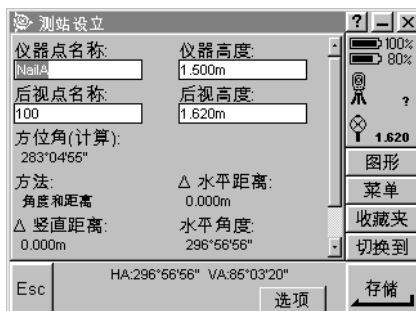 测站设立
? _ X
仪器点名称:
仪器高度:
NailA
1.500m
后视点名称:
后视高度:
100
1.620m
方位角(计算):
283°04'55"
方法:
Δ 水平距离:
角度和距离
0.000m
Δ 竖直距离:
水平角度:
0.000m
296°56'56"
100%
80%
?
1.620
图形
菜单
收藏夹
切换到
Esc
HA:296°56'56" VA:85°03'20"
选项
存储